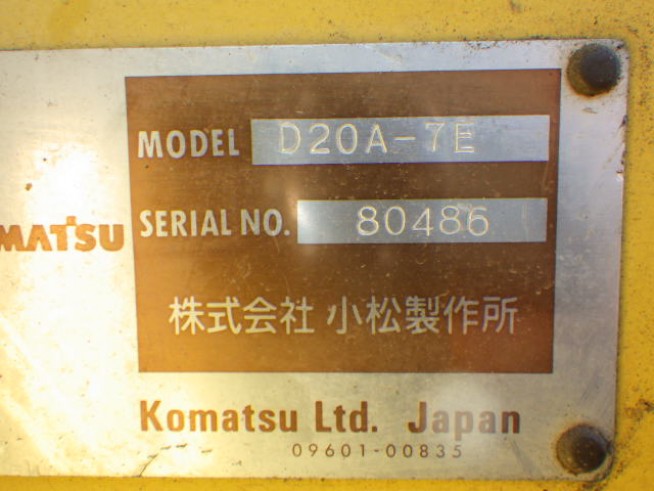 MODEL D20A-7E
OMATSU
SERIAL NO. 80486
株式会社 小松製作所
Komatsu Ltd. Japan
09601-00835